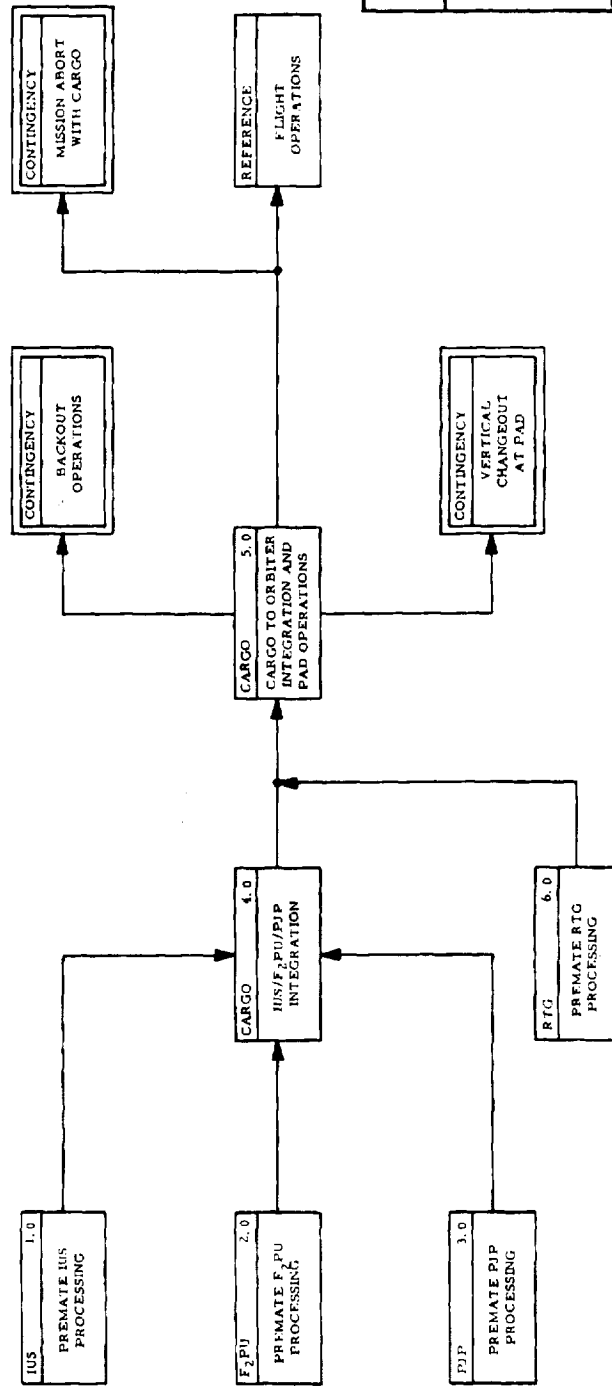 IUS 1.0
PREMATE IUS
PROCESSING
F₂PU 2.0
PREMATE F₂PU
PROCESSING
PJP 3.0
PREMATE PJP
PROCESSING
CARGO 4.0
IUS/F₂PU/PJP
INTEGRATION
RTG 6.0
PREMATE RTG
PROCESSING
CARGO 5.0
CARGO TO ORBITER
INTEGRATION AND
PAD OPERATIONS
CONTINGENCY
BACKOUT
OPERATIONS
CONTINGENCY
VERTICAL
CHANGEOUT
AT PAD
CONTINGENCY
MISSION ABORT
WITH CARGO
REFERENCE
FLIGHT
OPERATIONS